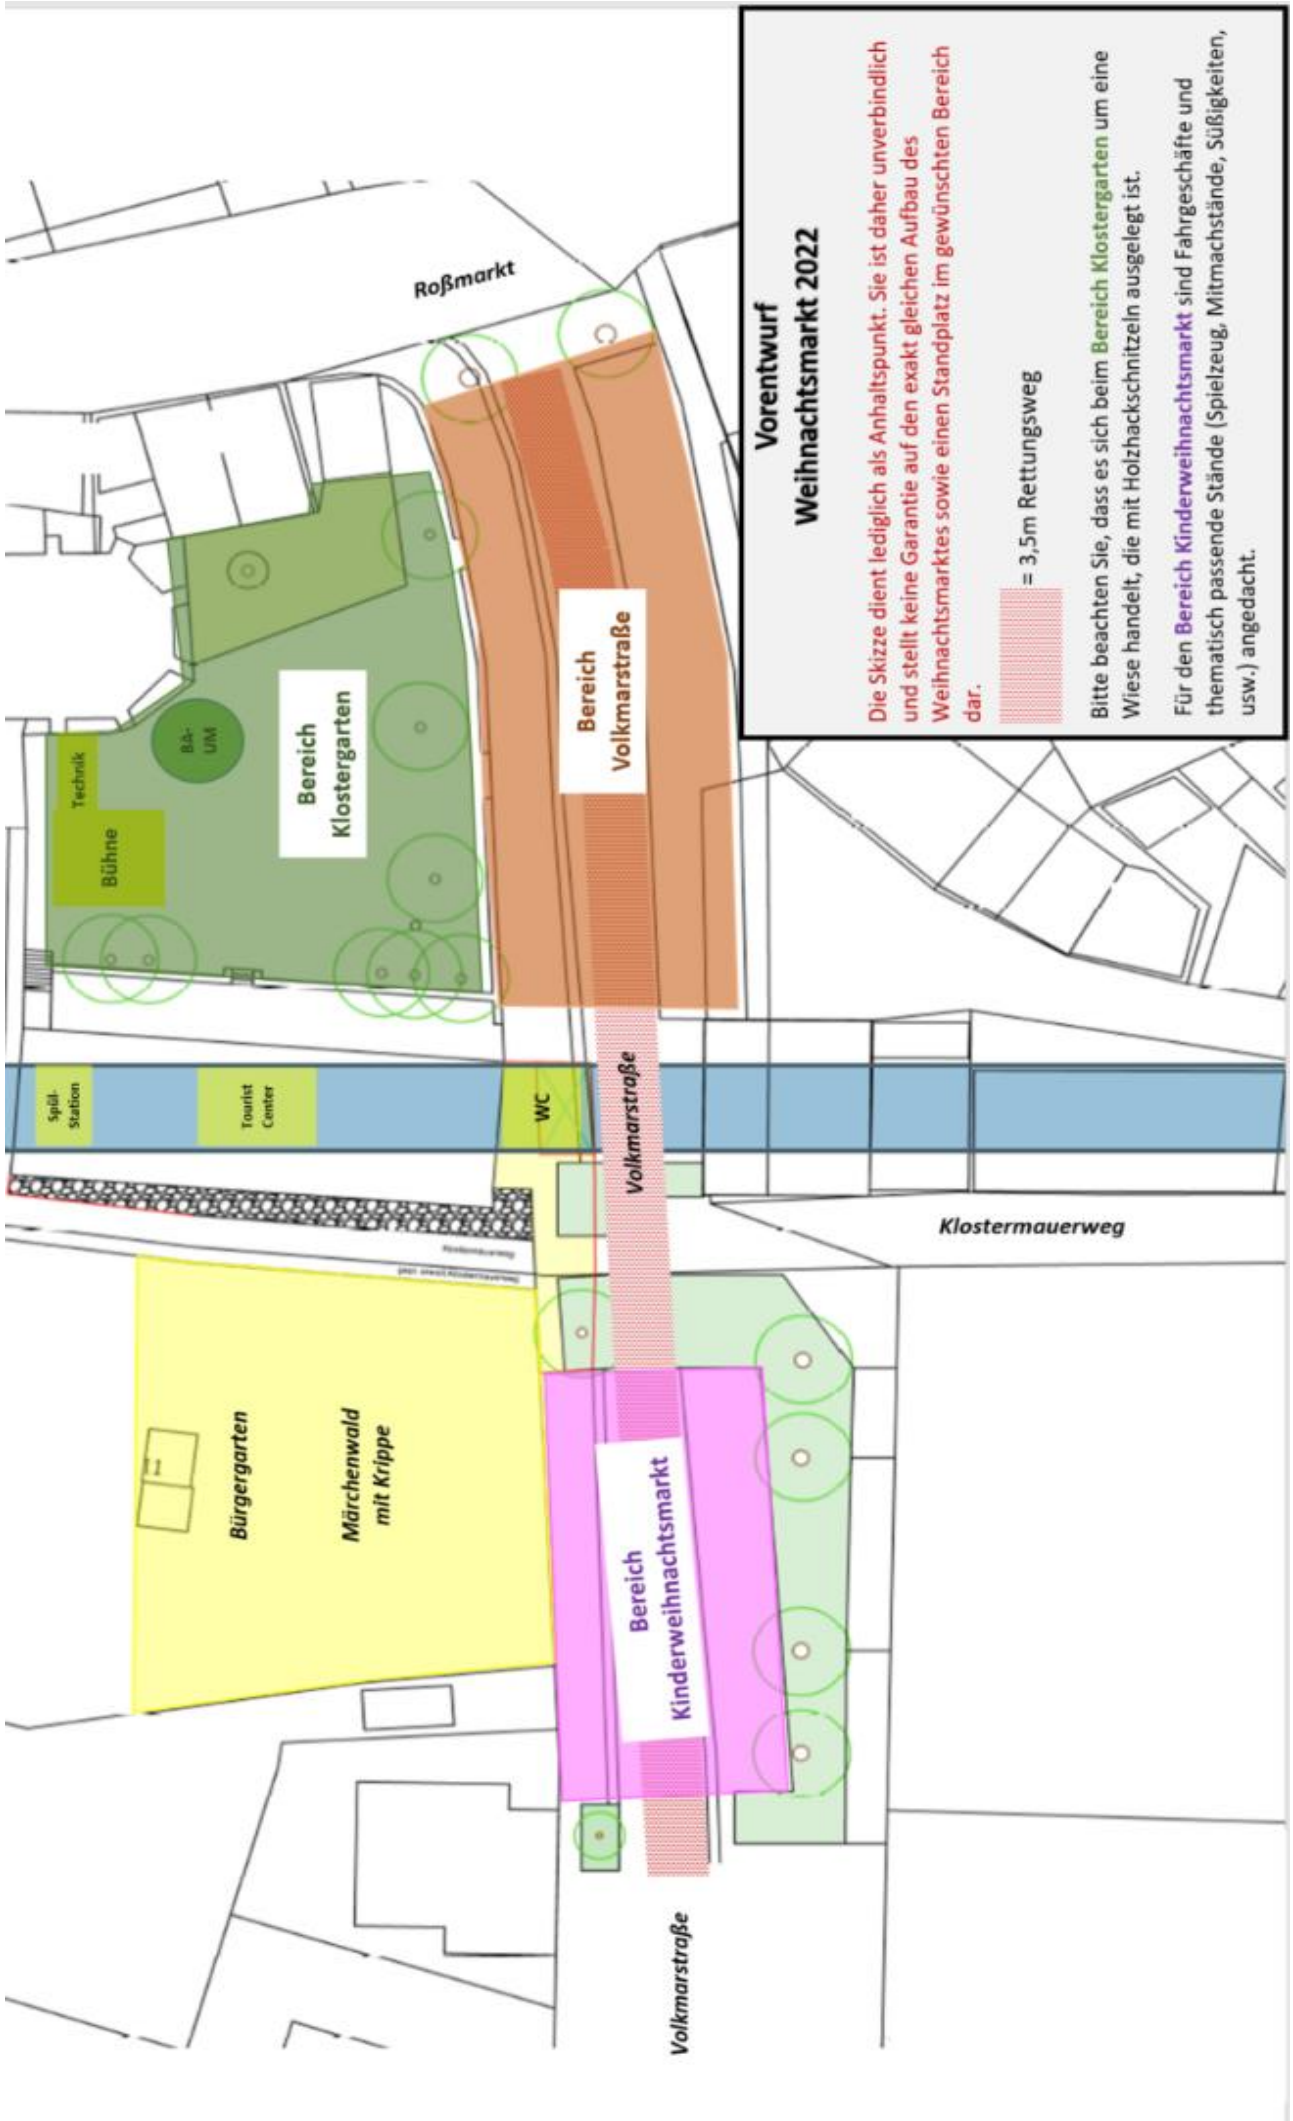 Spül-
Station
Tourist
Center
WC
Bühne
Technik
BA-
UM
Bereich
Klostergarten
Roßmarkt
Bürgergarten
Märchenwald
mit Krippe
Bereich
Volkmarstraße
Volkmarstraße
Bereich
Kinderweihnachtsmarkt
Volkmarstraße
Klostermauerweg
Vorentwurf
Weihnachtsmarkt 2022
Die Skizze dient lediglich als Anhaltspunkt. Sie ist daher unverbindlich
und stellt keine Garantie auf den exakt gleichen Aufbau des
Weihnachtsmarktes sowie einen Standplatz im gewünschten Bereich
dar.
= 3,5m Rettungsweg
Bitte beachten Sie, dass es sich beim Bereich Klostergarten um eine
Wiese handelt, die mit Holzhackschnitzeln ausgelegt ist.
Für den Bereich Kinderweihnachtsmarkt sind Fahrgeschäfte und
thematisch passende Stände (Spielzeug, Mitmachstände, Süßigkeiten,
usw.) angedacht.